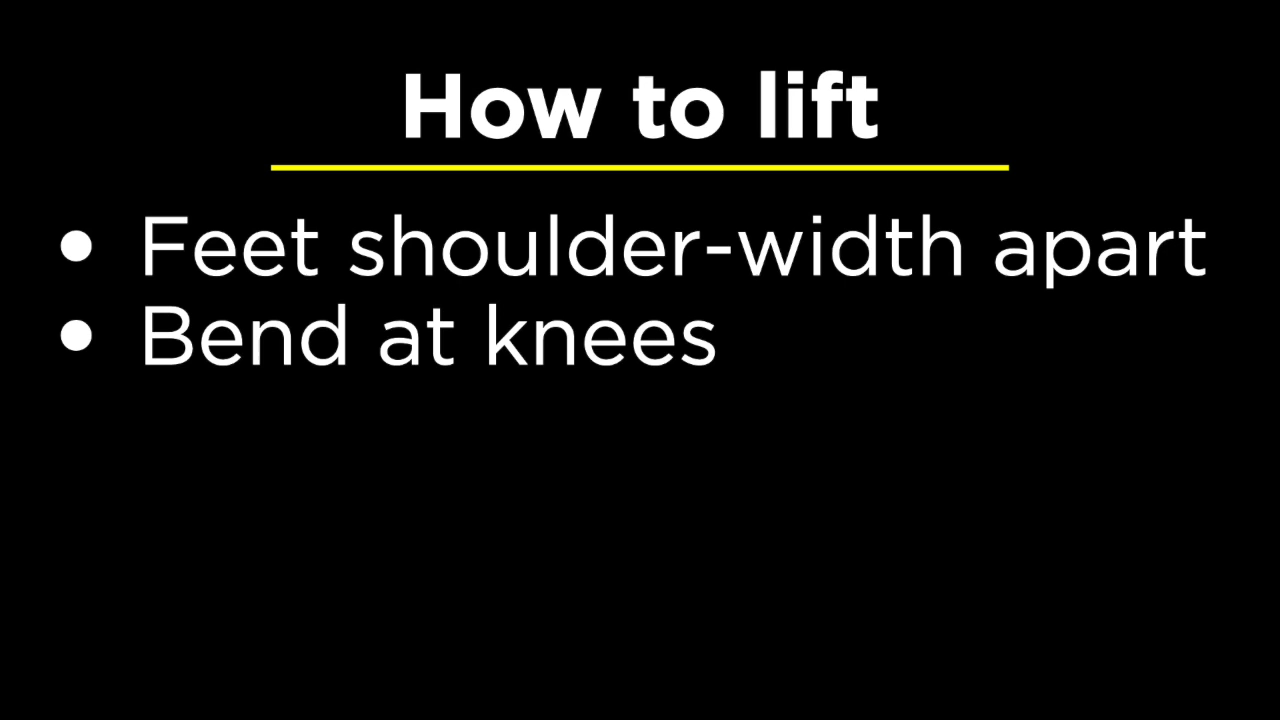 How to lift
• Feet shoulder-width apart
• Bend at knees